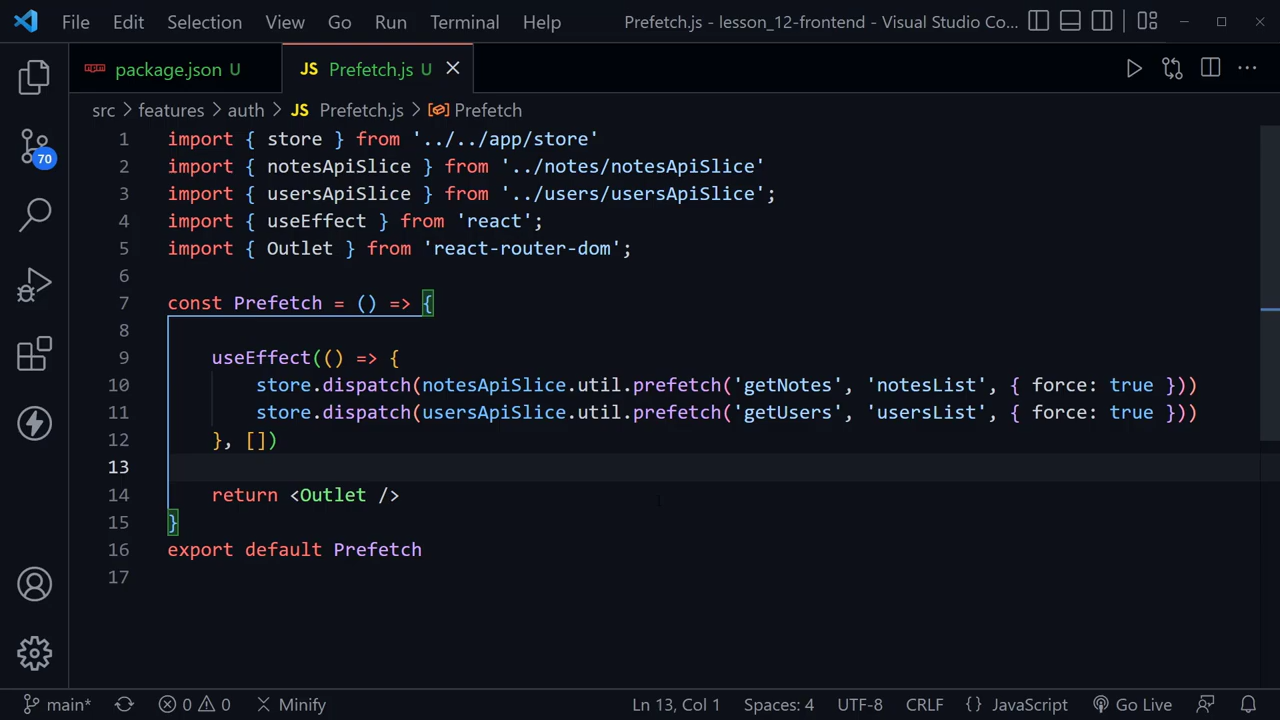 File Edit Selection View Go Run Terminal Help Prefetch.js - lesson_12-frontend - Visual Studio Co...
package.json U JS Prefetch.js U
src > features > auth > JS Prefetch.js > Prefetch
1 import { store } from '../../app/store'
2 import { notesApiSlice } from '../notes/notesApiSlice'
3 import { usersApiSlice } from '../users/usersApiSlice';
4 import { useEffect } from 'react';
5 import { Outlet } from 'react-router-dom';
6
7 const Prefetch = () => {
8
9 useEffect(() => {
10 store.dispatch(notesApiSlice.util.prefetch('getNotes', 'notesList', { force: true }))
11 store.dispatch(usersApiSlice.util.prefetch('getUsers', 'usersList', { force: true }))
12 }, [])
13
14 return <Outlet />
15 }
16 export default Prefetch
17
70
main* 0 0 Minify Ln 13, Col 1 Spaces: 4 UTF-8 CRLF {} JavaScript Go Live